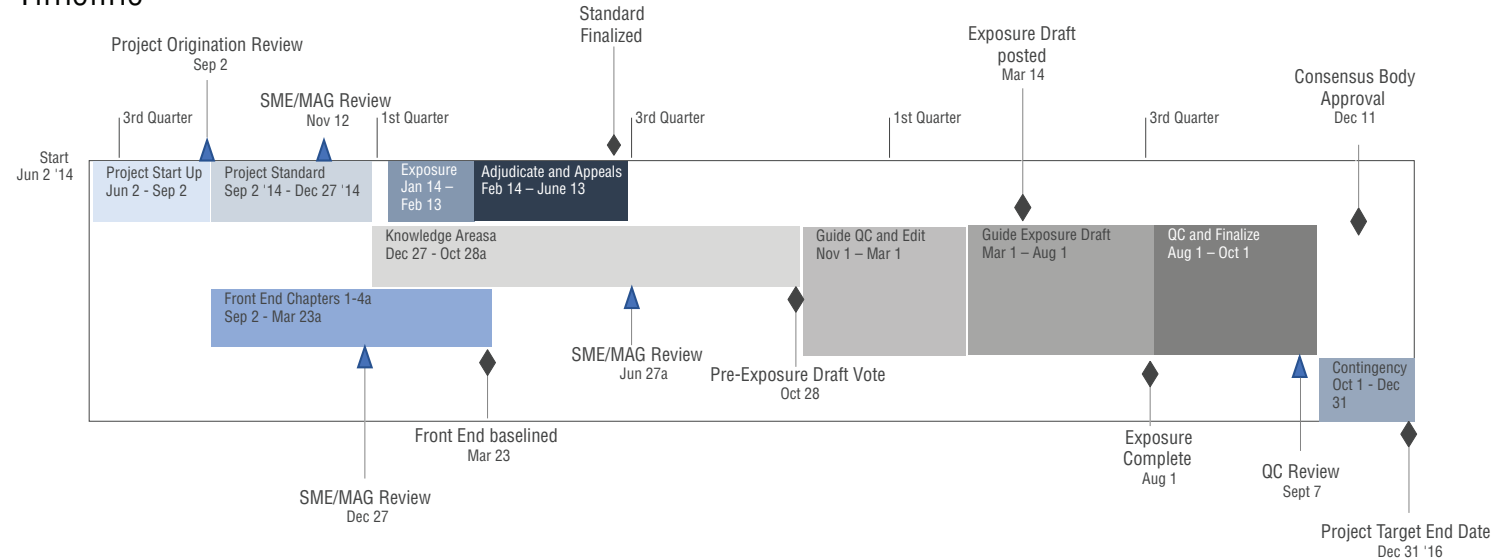 Timeline
Standard
Finalized
Project Origination Review
Sep 2
Exposure Draft
posted
Mar 14
Consensus Body
Approval
Dec 11
SME/MAG Review
Nov 12
3rd Quarter
1st Quarter
3rd Quarter
1st Quarter
3rd Quarter
Start
Jun 2 '14
Project Start Up
Jun 2 - Sep 2
Project Standard
Sep 2 '14 - Dec 27 '14
Exposure
Jan 14 –
Feb 13
Adjudicate and Appeals
Feb 14 – June 13
Knowledge Areasa
Dec 27 - Oct 28a
Guide QC and Edit
Nov 1 – Mar 1
Guide Exposure Draft
Mar 1 – Aug 1
QC and Finalize
Aug 1 – Oct 1
Front End Chapters 1-4a
Sep 2 - Mar 23a
SME/MAG Review
Jun 27a
Pre-Exposure Draft Vote
Oct 28
Contingency
Oct 1 - Dec
31
Front End baselined
Mar 23
Exposure
Complete
Aug 1
QC Review
Sept 7
SME/MAG Review
Dec 27
Project Target End Date
Dec 31 '16